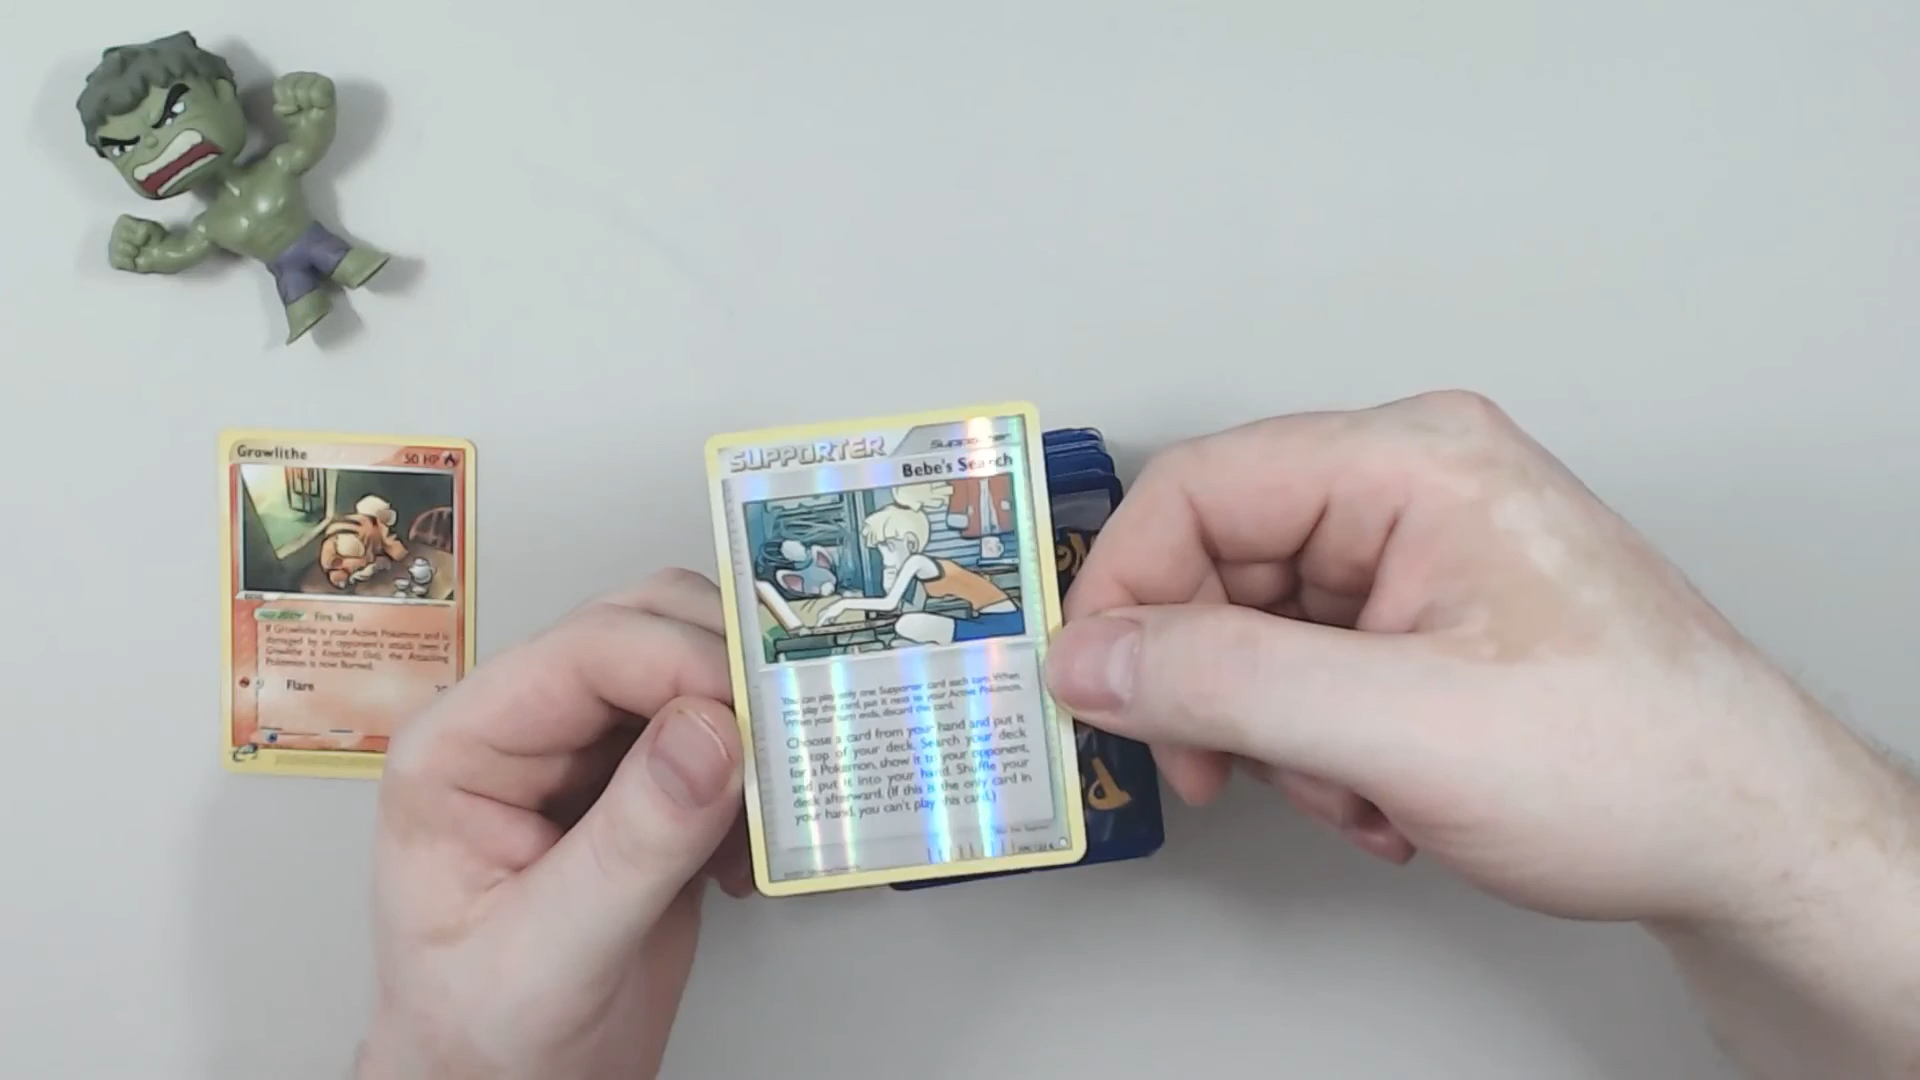 Growlithe 50 HP
Fire Veil
If Growlithe is your Active Pokémon and is
damaged by an opponent's attack (even if
Growlithe is Knocked Out), the Attacking
Pokémon is now Burned.
Flare
SUPPORTER Supporter
Bebe's Search
You can play only one Supporter card each turn. When
you play this card, put it next to your Active Pokémon.
When your turn ends, discard this card.
Choose a card from your hand and put it
on top of your deck. Search your deck
for a Pokémon, show it to your opponent,
and put it into your hand. Shuffle your
deck afterward. (If this is the only card in
your hand, you can't play this card.)
P